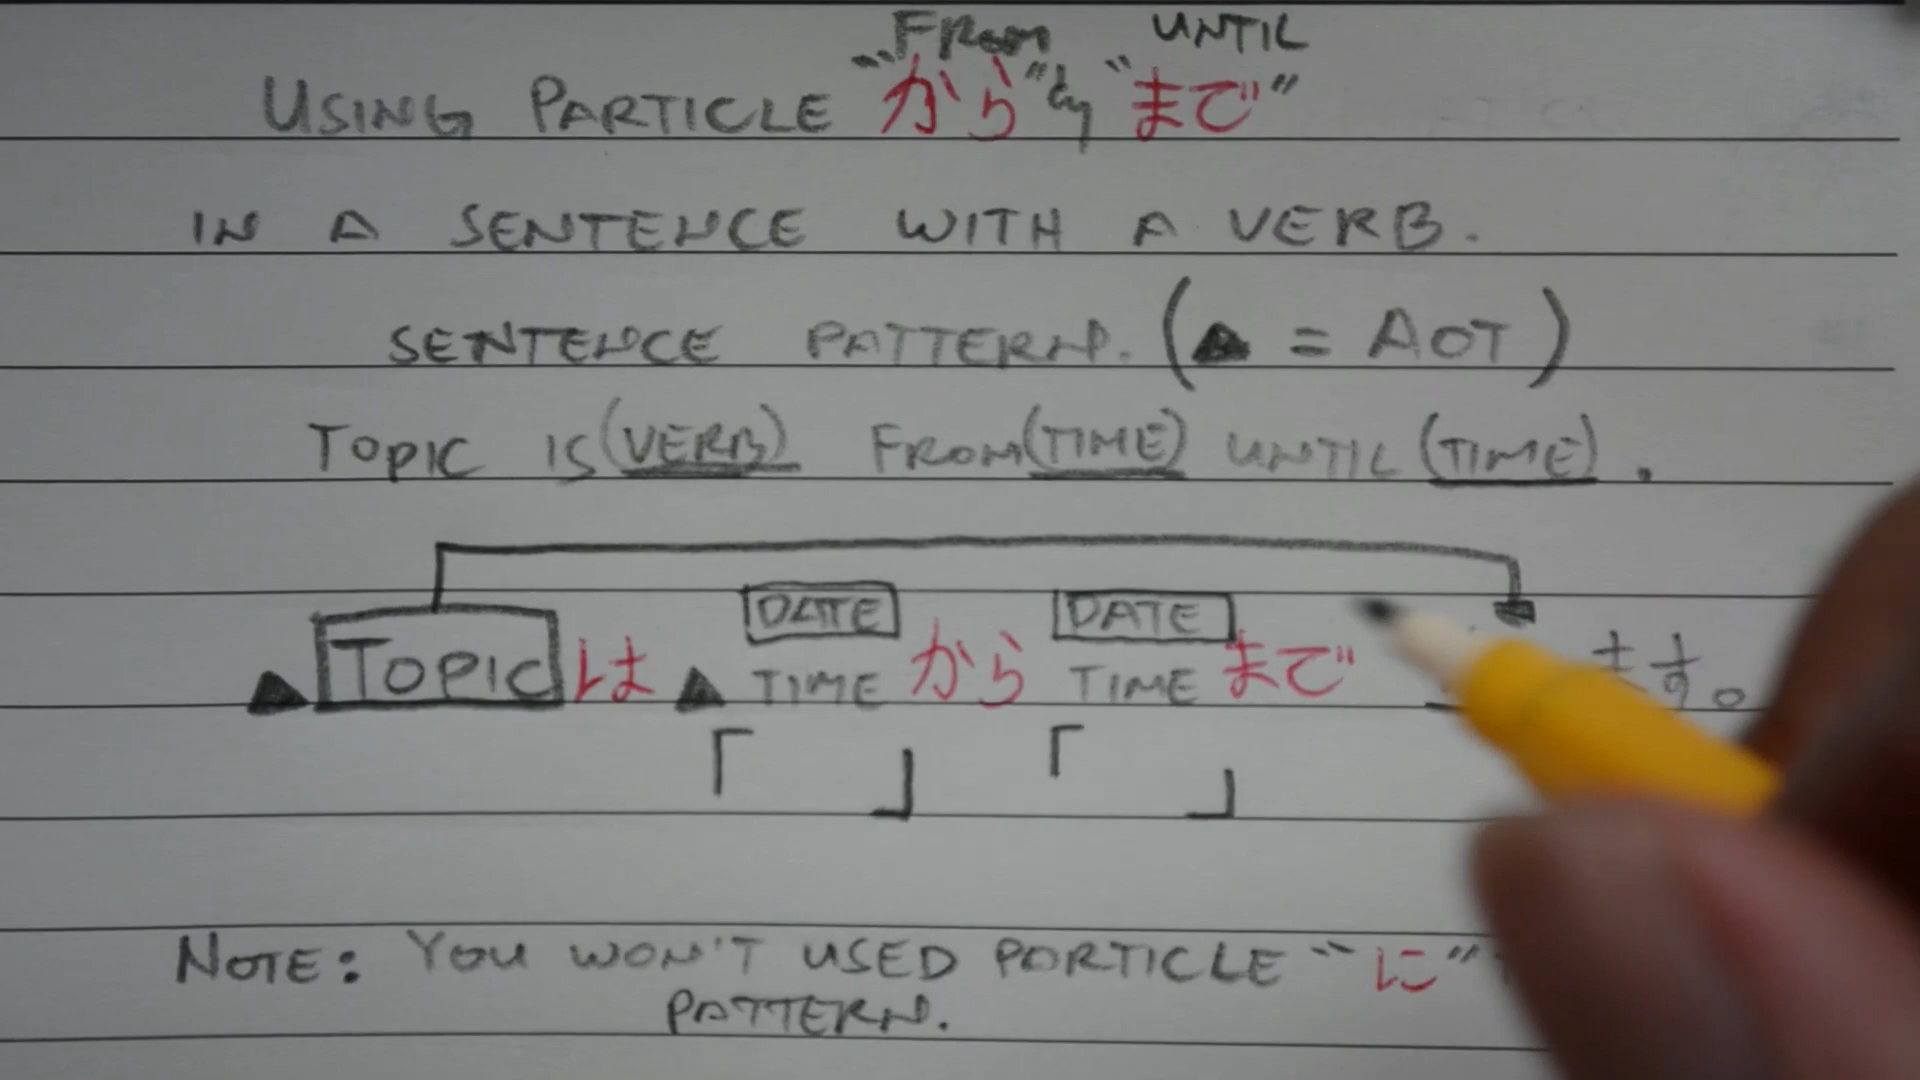 FROM UNTIL
USING PARTICLE "から" & "まで"
IN A SENTENCE WITH A VERB.
SENTENCE PATTERN. (▲ = AOT)
TOPIC IS (VERB) FROM (TIME) UNTIL (TIME).
DATE DATE
▲ TOPIC は ▲ TIME から TIME まで ます。
「 」 「 」
NOTE: YOU WON'T USED PARTICLE "に"
PATTERN.